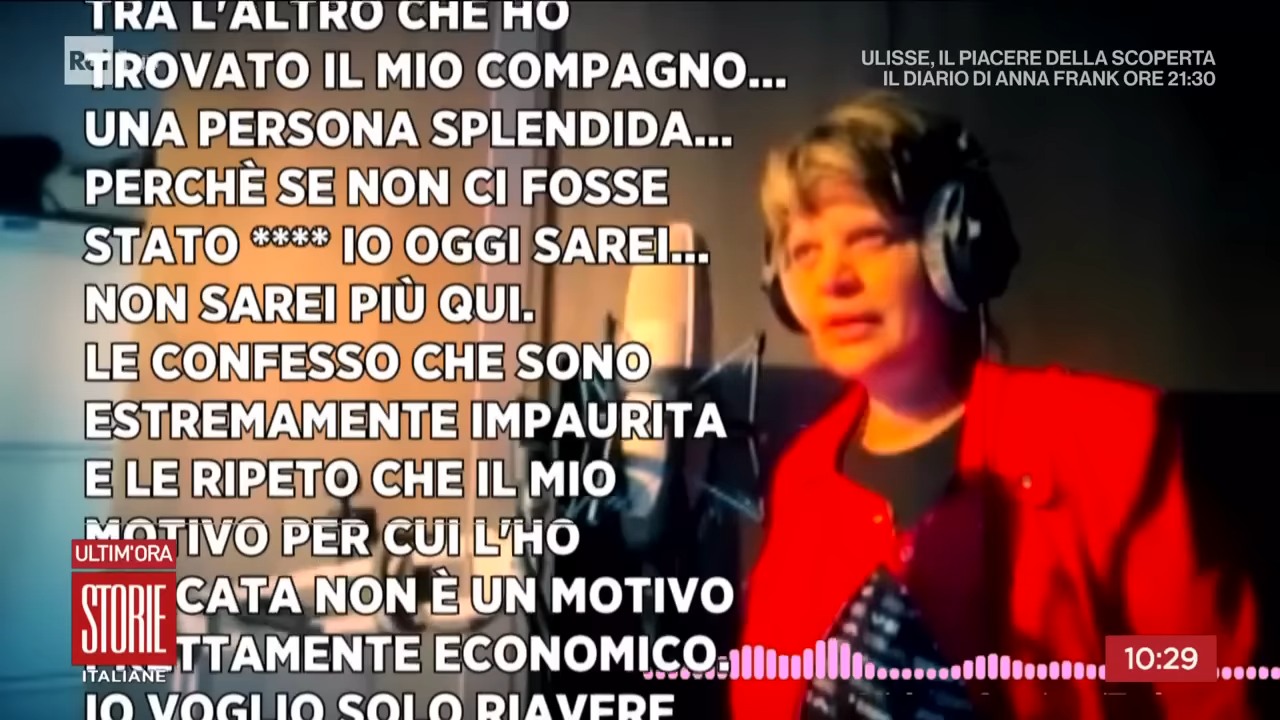 TRA L'ALTRO CHE HO
TROVATO IL MIO COMPAGNO...
UNA PERSONA SPLENDIDA...
PERCHÈ SE NON CI FOSSE
STATO **** IO OGGI SAREI...
NON SAREI PIÙ QUI.
LE CONFESSO CHE SONO
ESTREMAMENTE IMPAURITA
E LE RIPETO CHE IL MIO
MOTIVO PER CUI L'HO
CATA NON È UN MOTIVO
TTAMENTE ECONOMICO.
IO VOGLIO SOLO RIAVERE
Rai
ULISSE, IL PIACERE DELLA SCOPERTA
IL DIARIO DI ANNA FRANK ORE 21:30
ULTIM'ORA
STORIE
ITALIANE
10:29